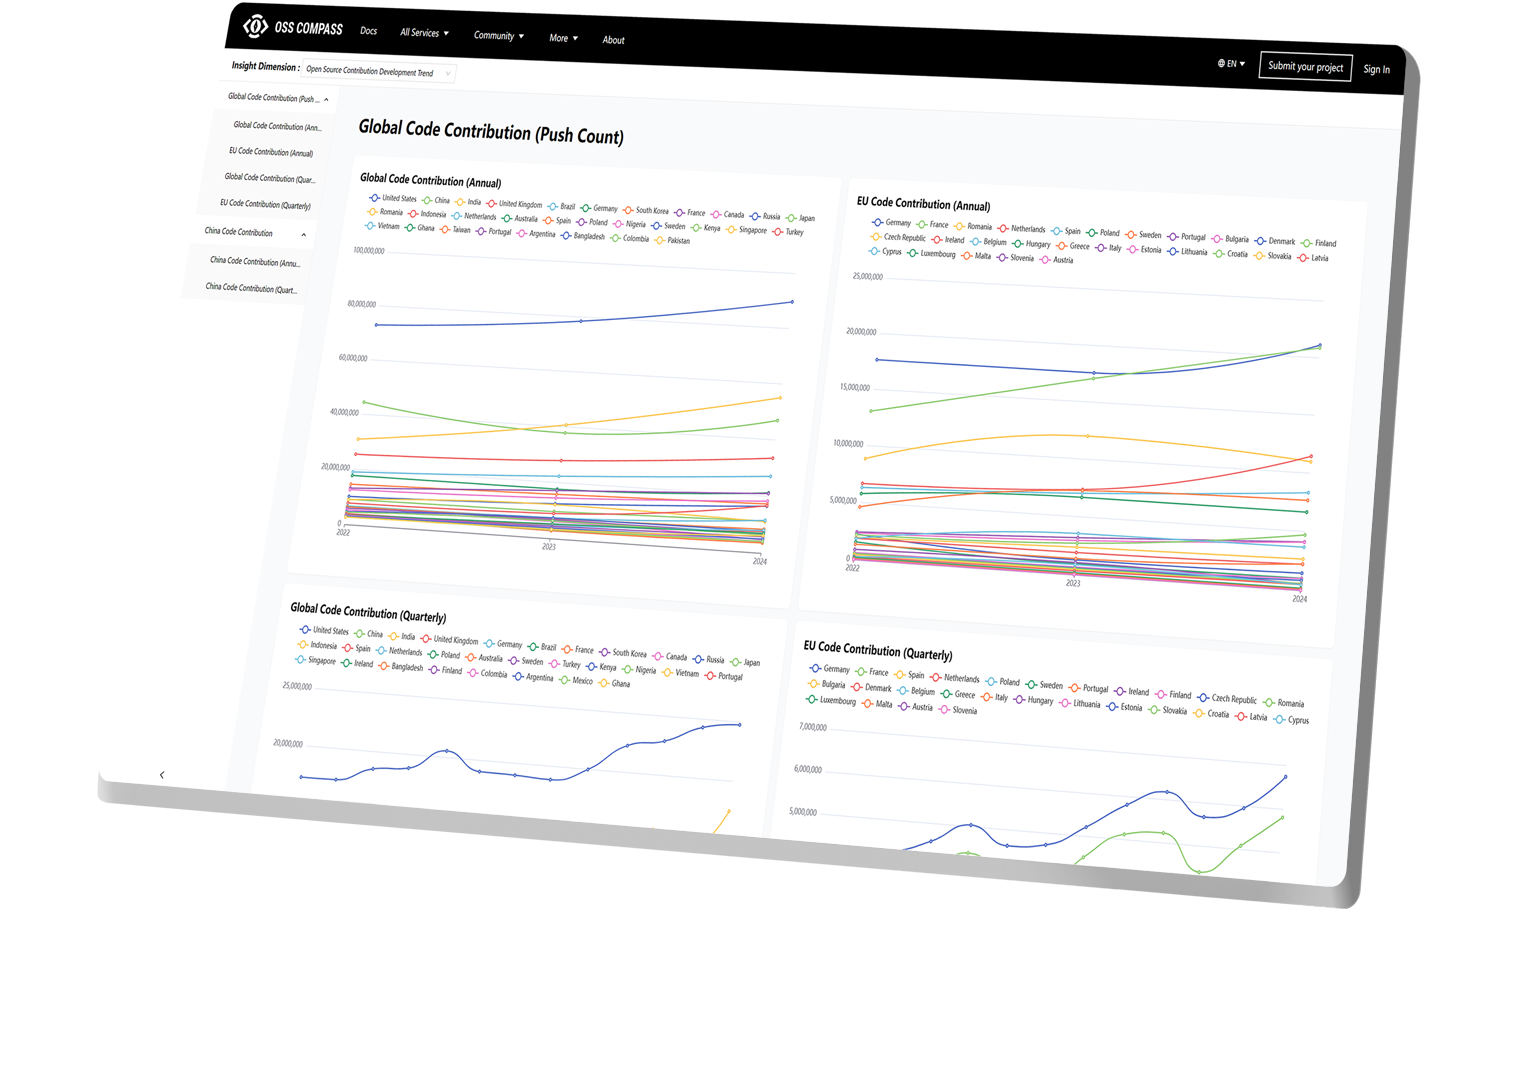 OSS COMPASS Docs All Services Community More About EN Submit your project Sign In
Insight Dimension : Open Source Contribution Development Trend
Global Code Contribution (Push ...
Global Code Contribution (Ann...
EU Code Contribution (Annual)
Global Code Contribution (Quar...
EU Code Contribution (Quarterly)
China Code Contribution
China Code Contribution (Annu...
China Code Contribution (Quart...
Global Code Contribution (Push Count)
Global Code Contribution (Annual)
United States China India United Kingdom Brazil Germany South Korea France Canada Russia Japan
Romania Indonesia Netherlands Australia Spain Poland Nigeria Sweden Kenya Singapore Turkey
Vietnam Ghana Taiwan Portugal Argentina Bangladesh Colombia Pakistan
100,000,000
80,000,000
60,000,000
40,000,000
20,000,000
0
2022 2023 2024
EU Code Contribution (Annual)
Germany France Romania Netherlands Spain Poland Sweden Portugal Bulgaria Denmark Finland
Czech Republic Ireland Belgium Hungary Greece Italy Estonia Lithuania Croatia Slovakia Latvia
Cyprus Luxembourg Malta Slovenia Austria
25,000,000
20,000,000
15,000,000
10,000,000
5,000,000
0
2022 2023 2024
Global Code Contribution (Quarterly)
United States China India United Kingdom Germany Brazil France South Korea Canada Russia Japan
Indonesia Spain Netherlands Poland Australia Sweden Turkey Kenya Nigeria Vietnam Portugal
Singapore Ireland Bangladesh Finland Colombia Argentina Mexico Ghana
25,000,000
20,000,000
EU Code Contribution (Quarterly)
Germany France Spain Netherlands Poland Sweden Portugal Ireland Finland Czech Republic Romania
Bulgaria Denmark Belgium Greece Italy Hungary Lithuania Estonia Slovakia Croatia Latvia Cyprus
Luxembourg Malta Austria Slovenia
7,000,000
6,000,000
5,000,000